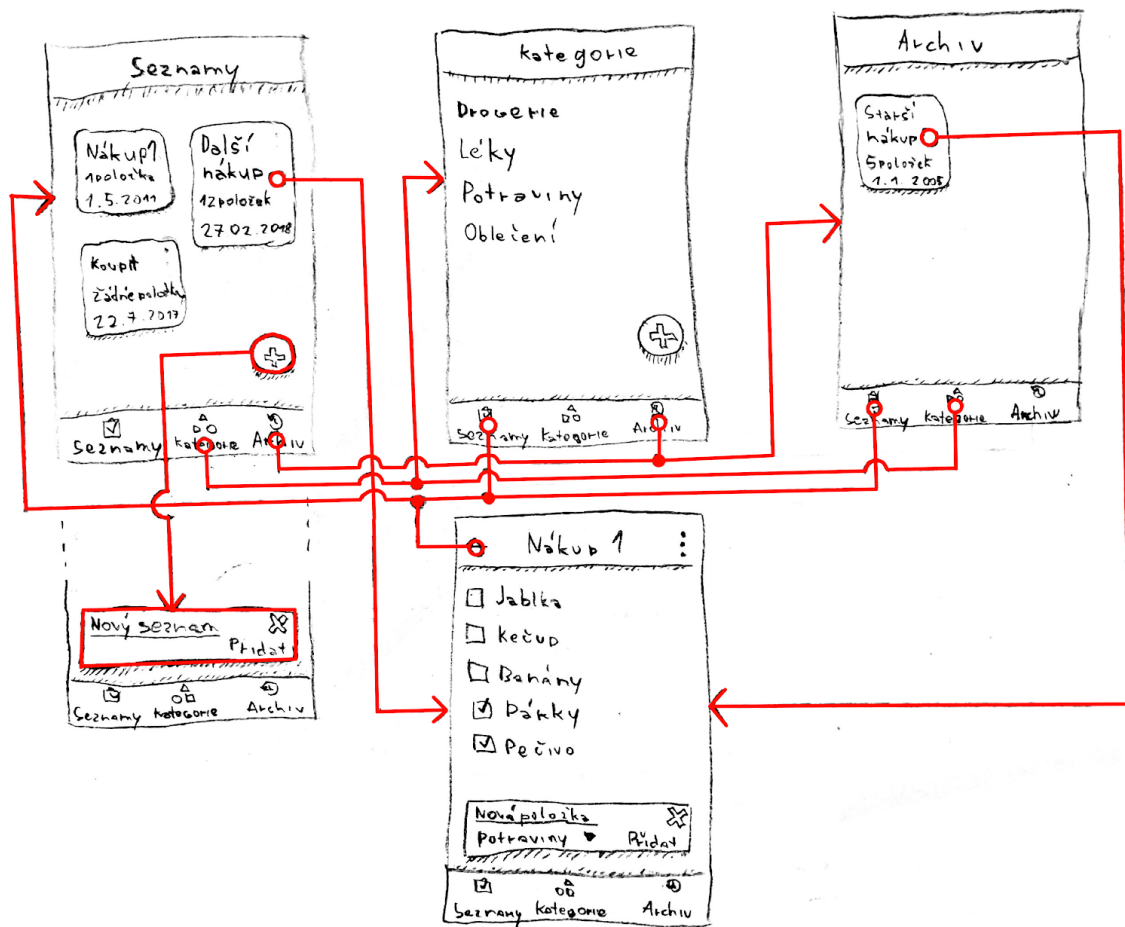 Seznamy
Nákup1
1položka
1.5.2011
Další
nákup
12položek
27 02.2018
Koupit
Žádné položky
22.7.2017
Seznamy
Kategorie
Archiv
Kategorie
Drogerie
Léky
Potraviny
Oblečení
Seznamy
Kategorie
Archiv
Archiv
Starší
nákup
5položek
1.1.2005
Seznamy
Kategorie
Archiv
Nový seznam
Přidat
Seznamy
Kategorie
Archiv
Nákup 1
Jablka
Kečup
Banány
Párky
Pečivo
Nová položka
Potraviny
Přidat
Seznamy
Kategorie
Archiv